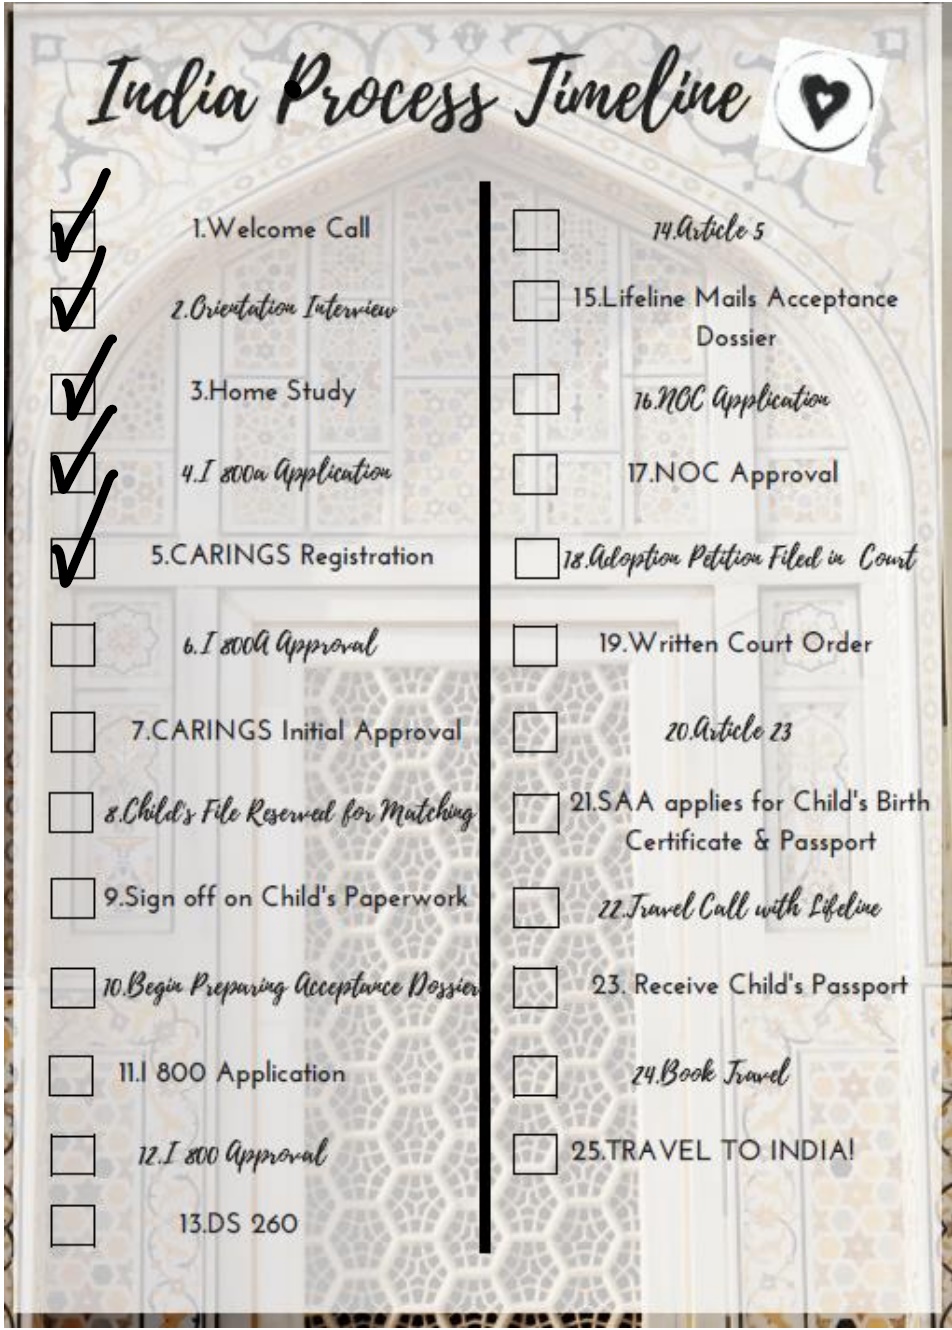 India Process Timeline
1.Welcome Call
2.Orientation Interview
3.Home Study
4.I 800a Application
5.CARINGS Registration
6.I 800A Approval
7.CARINGS Initial Approval
8.Child's File Reserved for Matching
9.Sign off on Child's Paperwork
10.Begin Preparing Acceptance Dossier
11.I 800 Application
12.I 800 Approval
13.DS 260
14.Article 5
15.Lifeline Mails Acceptance
Dossier
16.NOC Application
17.NOC Approval
18.Adoption Petition Filed in Court
19.Written Court Order
20.Article 23
21.SAA applies for Child's Birth
Certificate & Passport
22.Travel Call with Lifeline
23. Receive Child's Passport
24.Book Travel
25.TRAVEL TO INDIA!